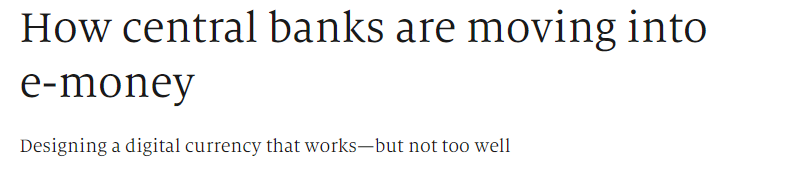 How central banks are moving into
e-money
Designing a digital currency that works—but not too well